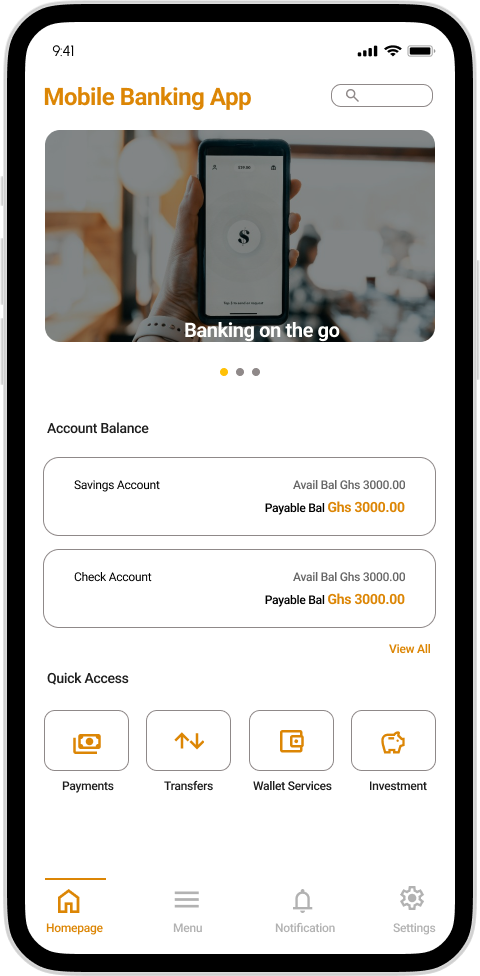 9:41
Mobile Banking App
$
Banking on the go
Account Balance
Savings Account
Avail Bal Ghs 3000.00
Payable Bal Ghs 3000.00
Check Account
Avail Bal Ghs 3000.00
Payable Bal Ghs 3000.00
View All
Quick Access
Payments
Transfers
Wallet Services
Investment
Homepage
Menu
Notification
Settings